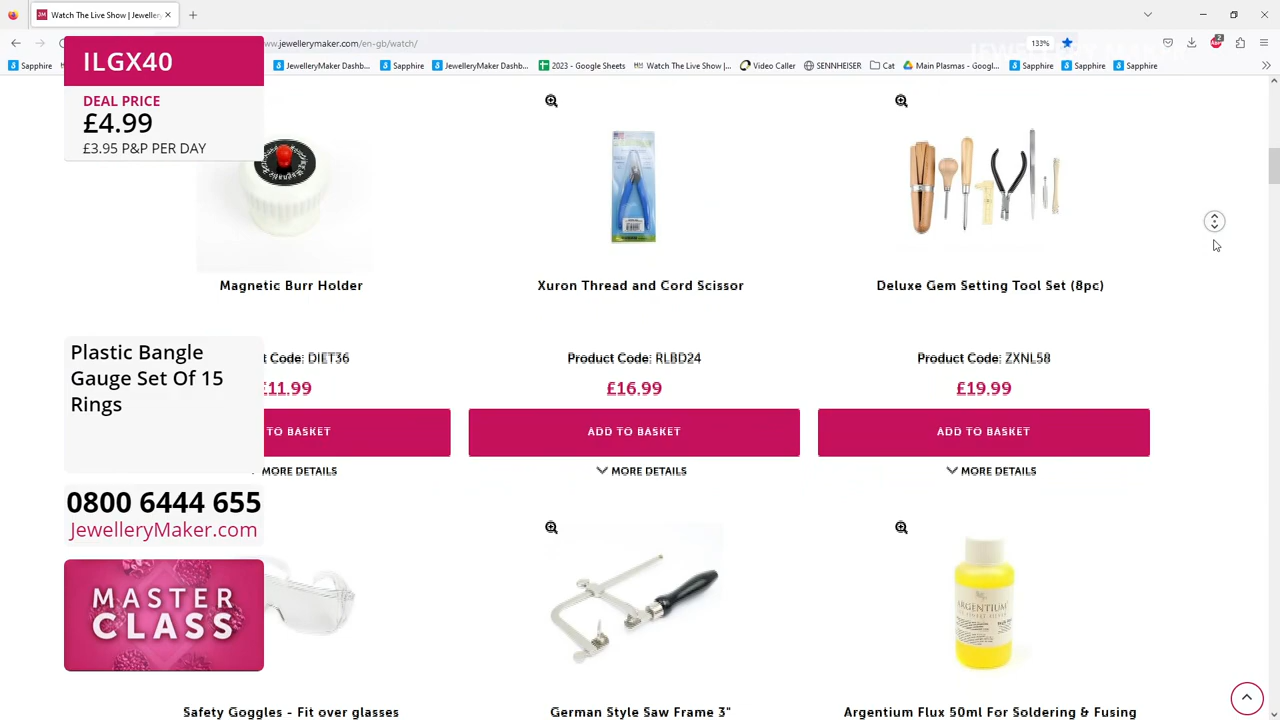 Watch The Live Show | Jeweller
w.jewellerymaker.com/en-gb/watch/
133%
2
Sapphire
JewelleryMaker Dashb...
Sapphire
JewelleryMaker Dashb...
2023 - Google Sheets
Watch The Live Show |...
Video Caller
SENNHEISER
Cat
Main Plasmas - Googl...
Sapphire
Sapphire
Sapphire
ILGX40
DEAL PRICE
£4.99
£3.95 P&P PER DAY
Magnetic Burr Holder
Xuron Thread and Cord Scissor
Deluxe Gem Setting Tool Set (8pc)
Plastic Bangle
Gauge Set Of 15
Rings
t Code: DIET36
Product Code: RLBD24
Product Code: ZXNL58
£11.99
£16.99
£19.99
TO BASKET
ADD TO BASKET
ADD TO BASKET
MORE DETAILS
MORE DETAILS
MORE DETAILS
0800 6444 655
JewelleryMaker.com
MASTER
CLASS
ARGENTIUM
Safety Goggles - Fit over glasses
German Style Saw Frame 3"
Argentium Flux 50ml For Soldering & Fusing